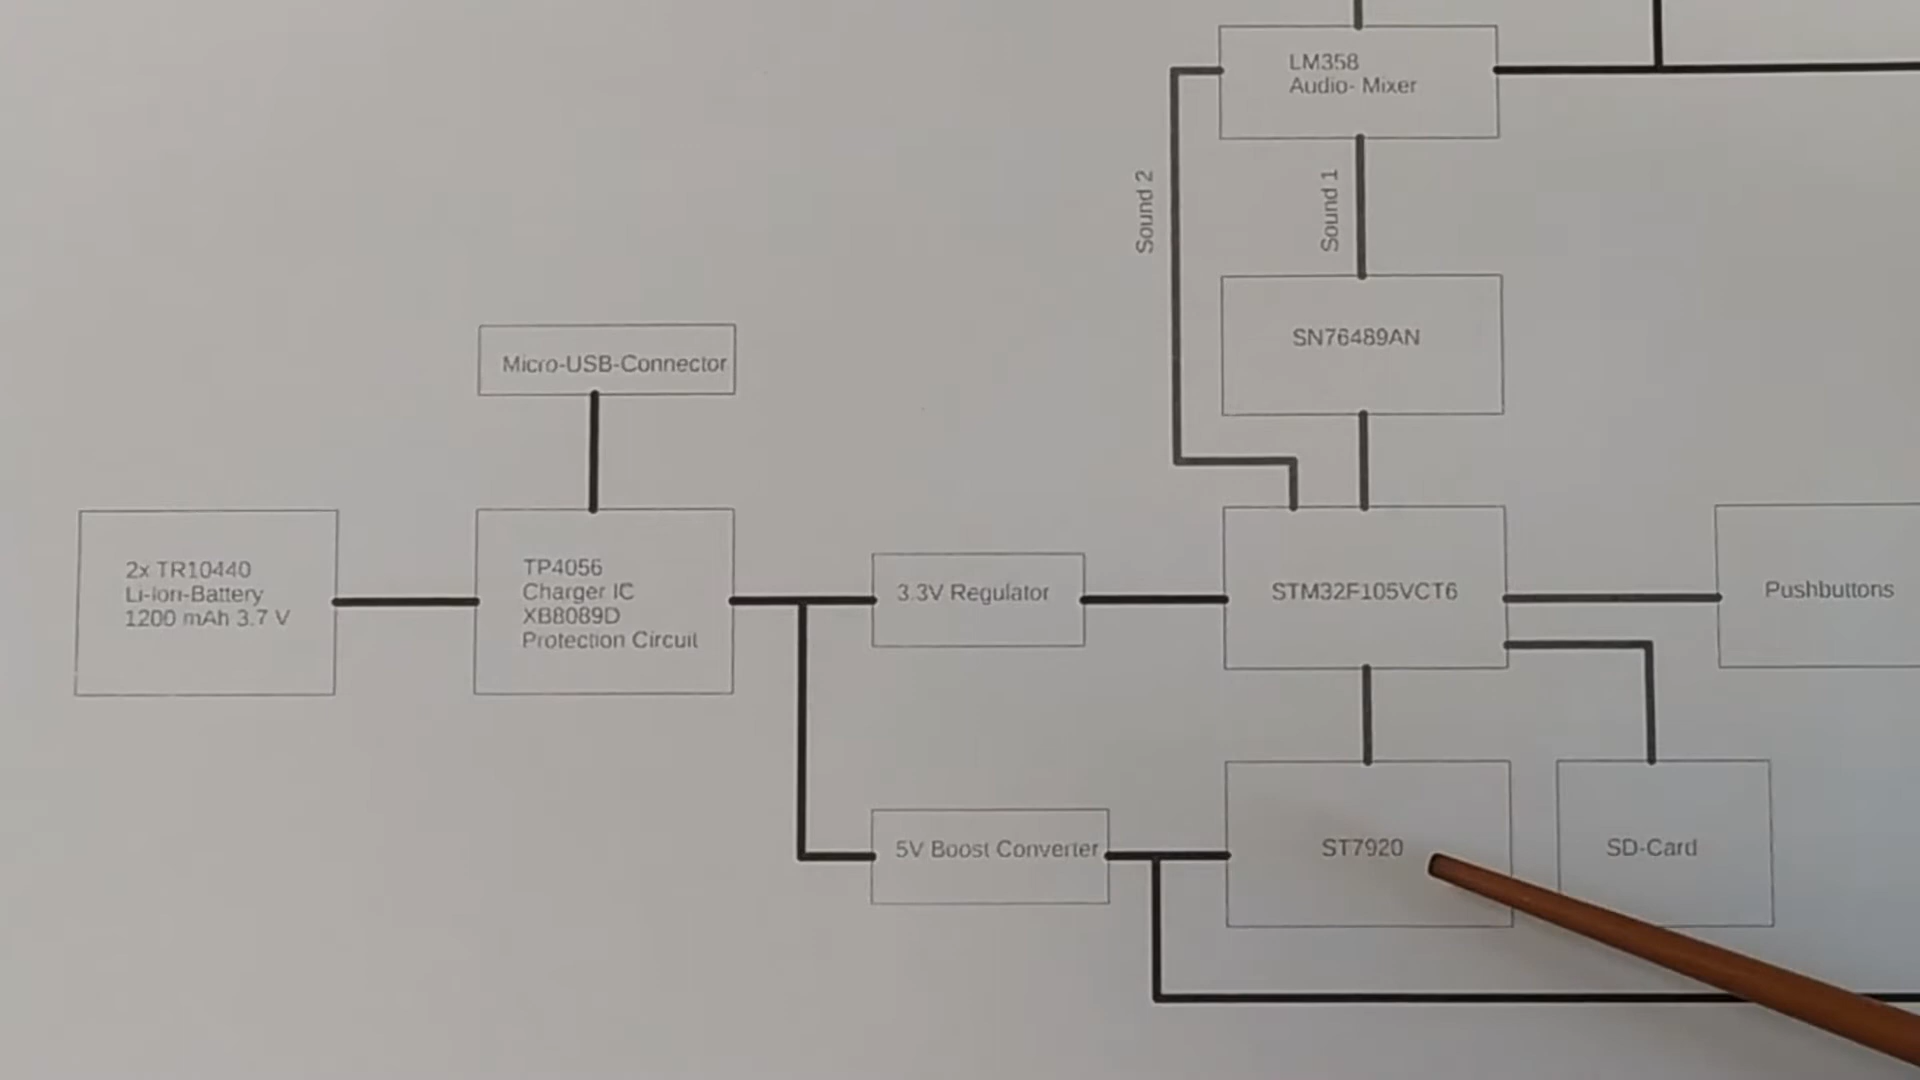 LM358
Audio- Mixer
Sound 2
Sound 1
SN76489AN
Micro-USB-Connector
2x TR10440
Li-Ion-Battery
1200 mAh 3.7 V
TP4056
Charger IC
XB8089D
Protection Circuit
3.3V Regulator
STM32F105VCT6
Pushbuttons
5V Boost Converter
ST7920
SD-Card